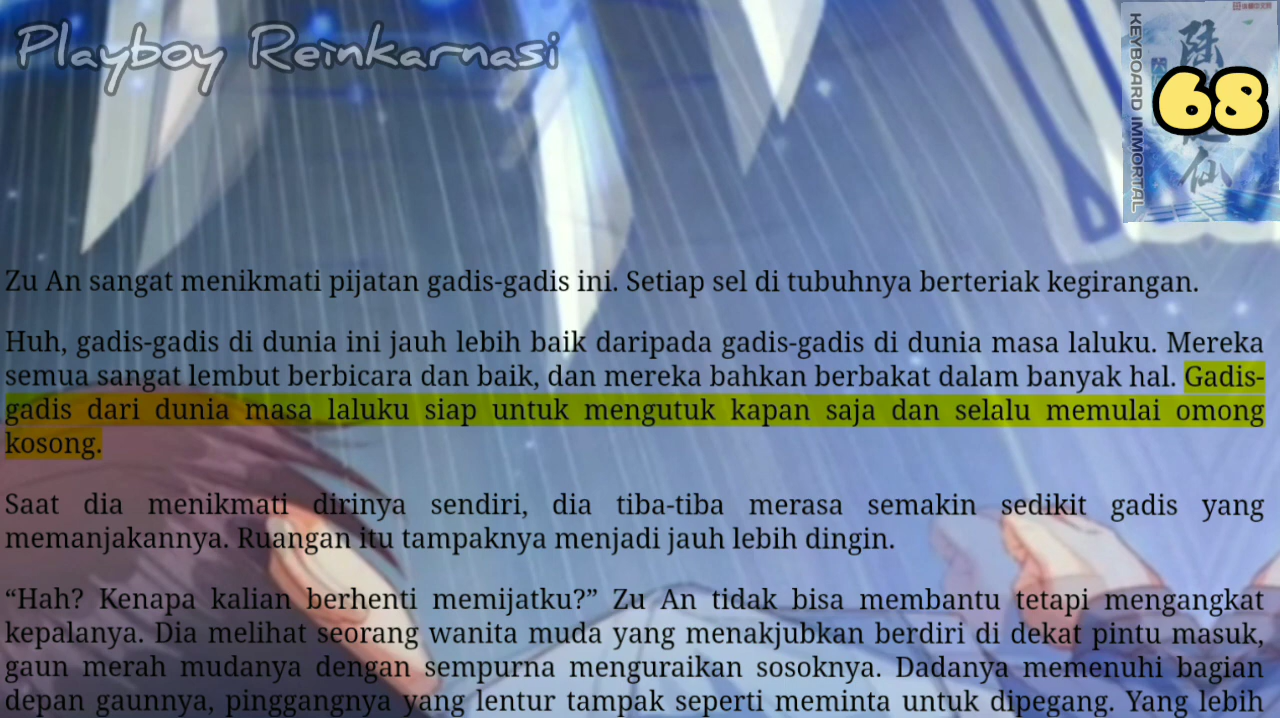 Playboy Reinkarnasi
KEYBOARD IMMORTAL
68
Zu An sangat menikmati pijatan gadis-gadis ini. Setiap sel di tubuhnya berteriak kegirangan.
Huh, gadis-gadis di dunia ini jauh lebih baik daripada gadis-gadis di dunia masa laluku. Mereka
semua sangat lembut berbicara dan baik, dan mereka bahkan berbakat dalam banyak hal. Gadis-
gadis dari dunia masa laluku siap untuk mengutuk kapan saja dan selalu memulai omong
kosong.
Saat dia menikmati dirinya sendiri, dia tiba-tiba merasa semakin sedikit gadis yang
memanjakannya. Ruangan itu tampaknya menjadi jauh lebih dingin.
“Hah? Kenapa kalian berhenti memijatku?” Zu An tidak bisa membantu tetapi mengangkat
kepalanya. Dia melihat seorang wanita muda yang menakjubkan berdiri di dekat pintu masuk,
gaun merah mudanya dengan sempurna menguraikan sosoknya. Dadanya memenuhi bagian
depan gaunnya, pinggangnya yang lentur tampak seperti meminta untuk dipegang. Yang lebih